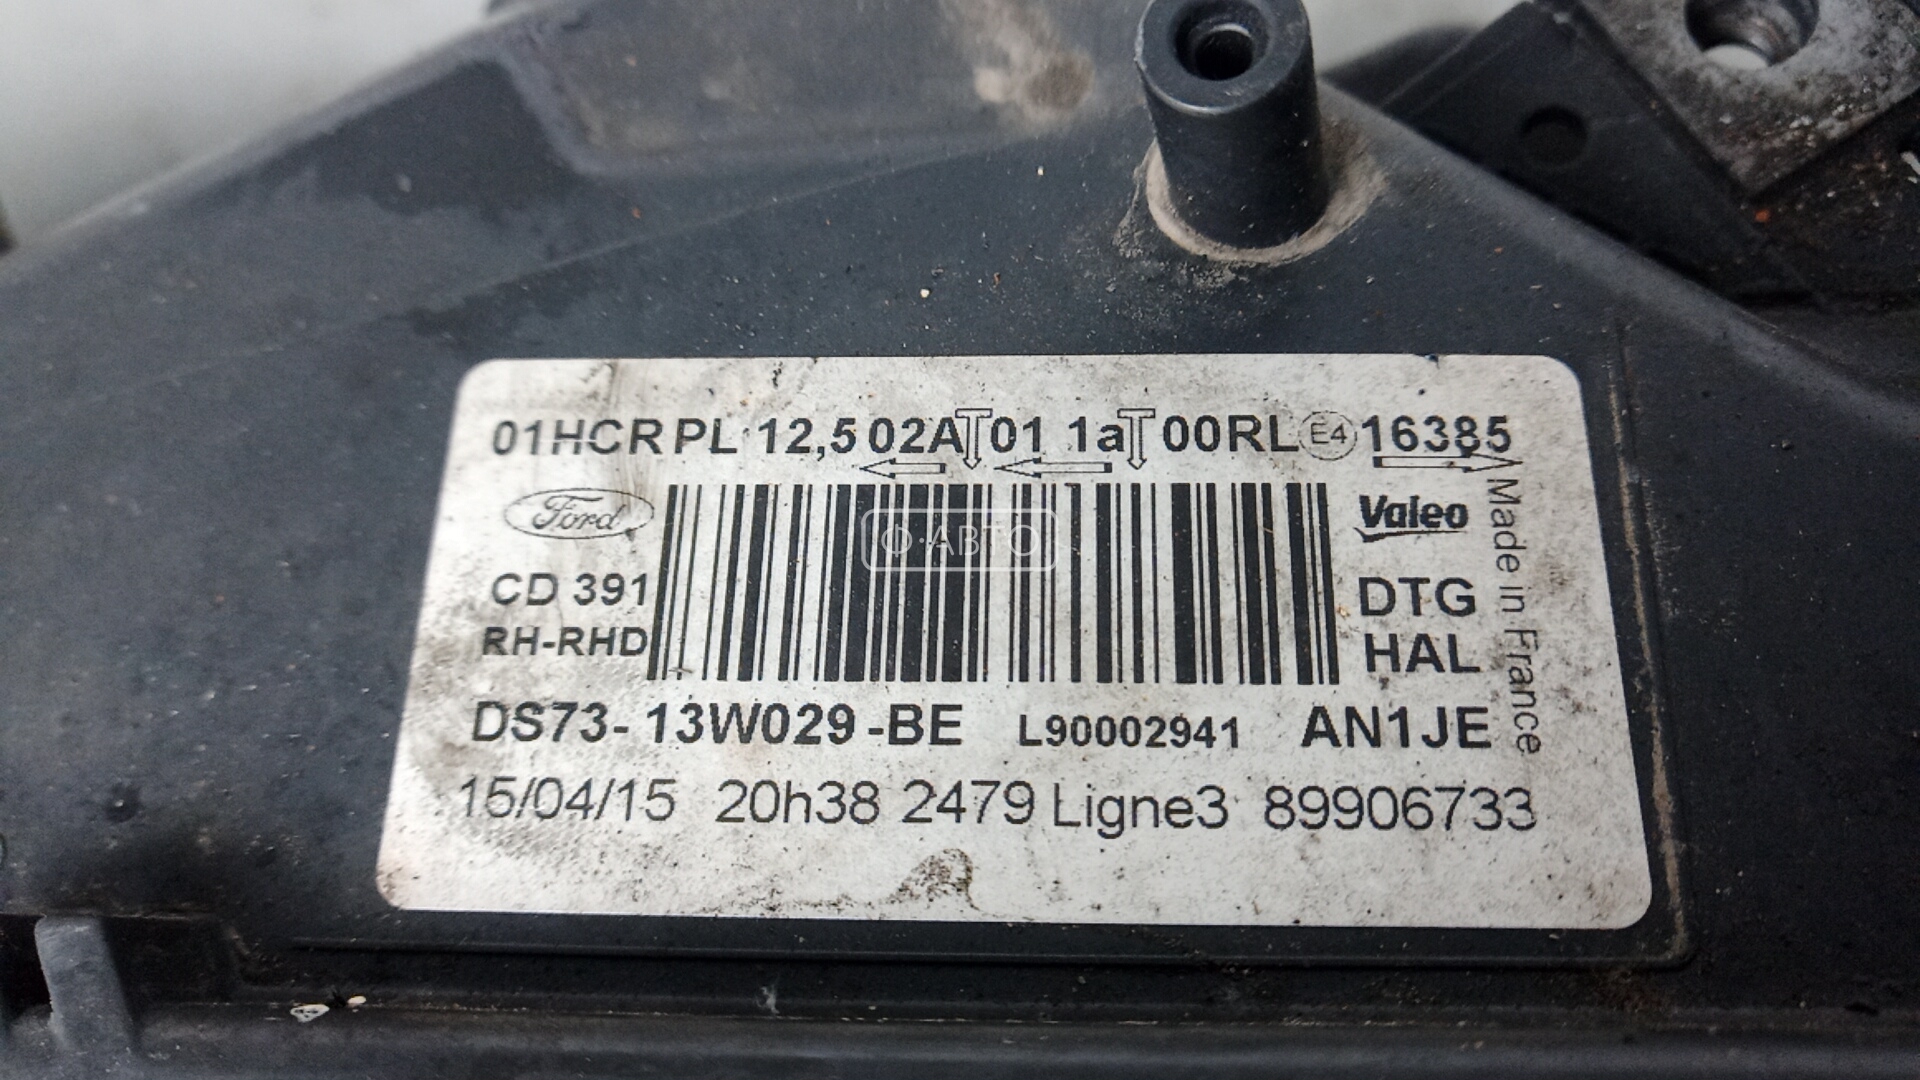 01HCR PL 12,5 02A 01 1a 00RL E4 16385
Ford
Valeo
Ф·АВТО
Made in France
CD 391
DTG
RH-RHD
HAL
DS73-13W029-BE L90002941 AN1JE
15/04/15 20h38 2479 Ligne3 89906733